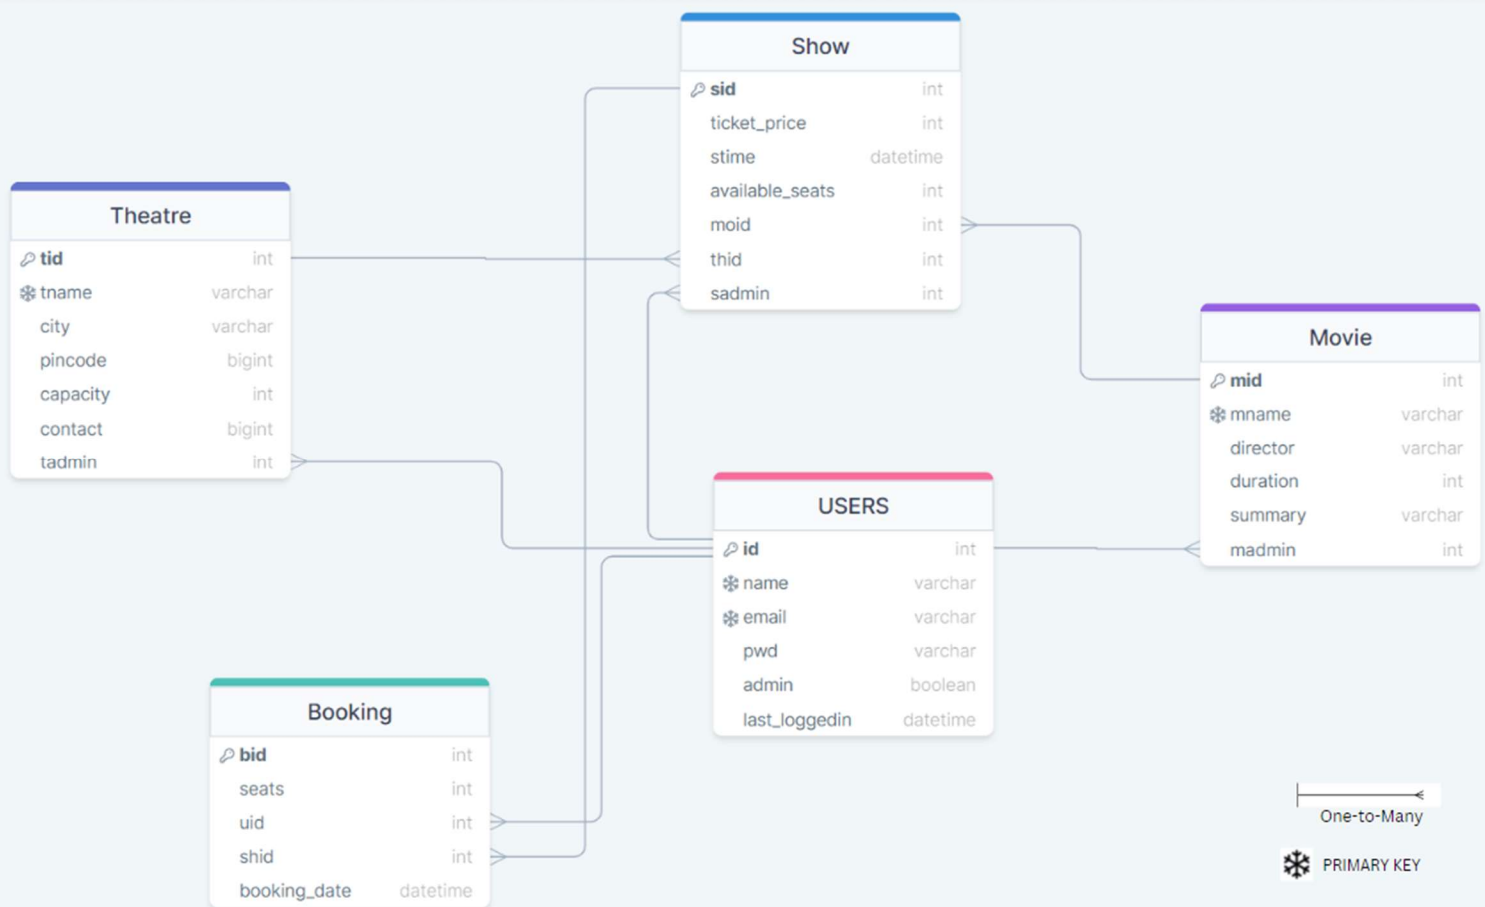 Show
sid int
ticket_price int
stime datetime
available_seats int
moid int
thid int
sadmin int
Theatre
tid int
tname varchar
city varchar
pincode bigint
capacity int
contact bigint
tadmin int
Movie
mid int
mname varchar
director varchar
duration int
summary varchar
madmin int
USERS
id int
name varchar
email varchar
pwd varchar
admin boolean
last_loggedin datetime
Booking
bid int
seats int
uid int
shid int
booking_date datetime
One-to-Many
PRIMARY KEY